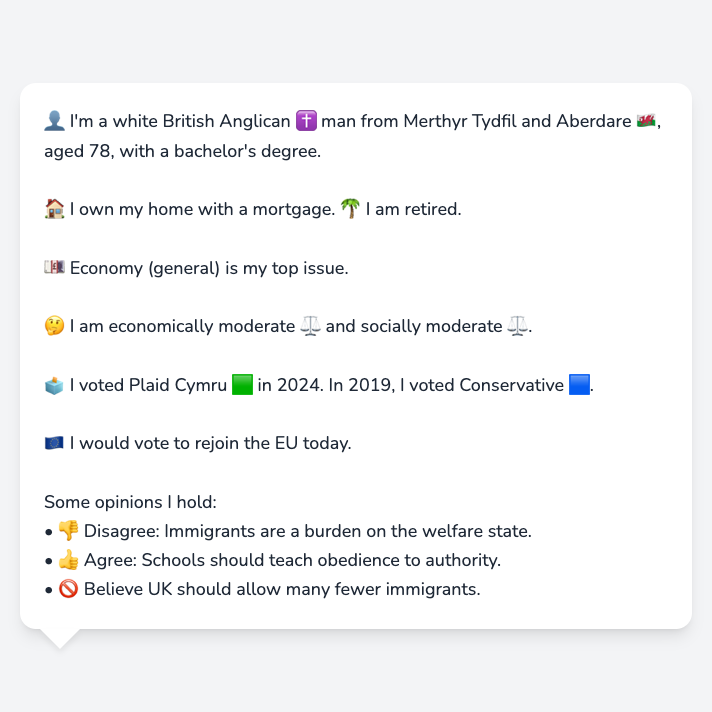 👤 I'm a white British Anglican ✝️ man from Merthyr Tydfil and Aberdare 🏴󠁧󠁢󠁷󠁬󠁳󠁿,
aged 78, with a bachelor's degree.
🏠 I own my home with a mortgage. 🌴 I am retired.
💷 Economy (general) is my top issue.
🤔 I am economically moderate ⚖️ and socially moderate ⚖️.
🗳️ I voted Plaid Cymru 🟩 in 2024. In 2019, I voted Conservative 🟦.
🇪🇺 I would vote to rejoin the EU today.
Some opinions I hold:
• 👎 Disagree: Immigrants are a burden on the welfare state.
• 👍 Agree: Schools should teach obedience to authority.
• 🚫 Believe UK should allow many fewer immigrants.